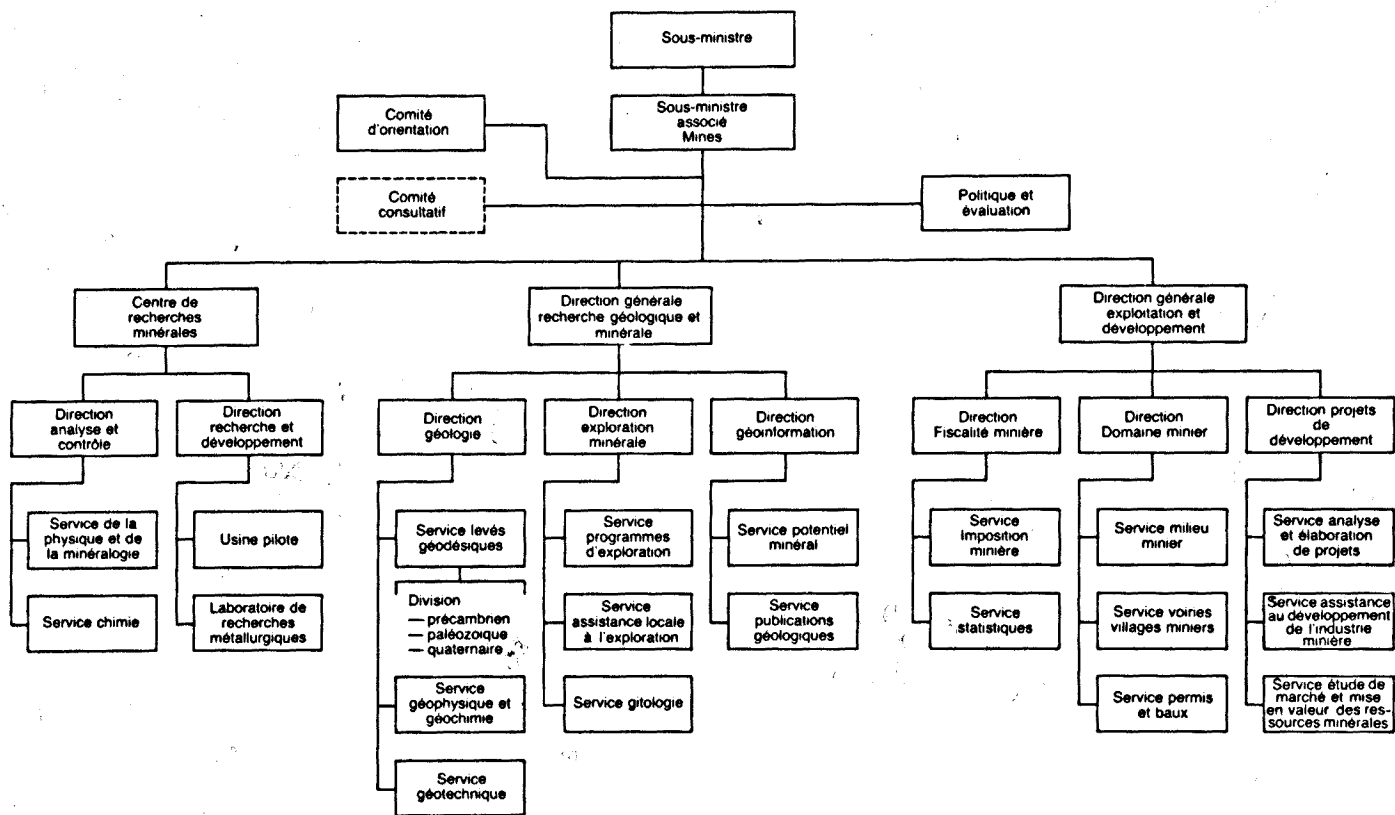 Sous-ministre
Sous-ministre
associé
Mines
Comité
d'orientation
Comité
consultatif
Politique et
évaluation
Centre de
recherches
minérales
Direction générale
recherche géologique et
minérale
Direction générale
exploitation et
développement
Direction
analyse et
contrôle
Direction
recherche et
développement
Direction
géologie
Direction
exploration
minérale
Direction
géoinformation
Direction
Fiscalité minière
Direction
Domaine minier
Direction projets
de
développement
Service de la
physique et de
la minéralogie
Service chimie
Usine pilote
Laboratoire de
recherches
métallurgiques
Service levés
géodésiques
Division
— précambrien
— paléozoique
— quaternaire
Service
géophysique et
géochimie
Service
géotechnique
Service
programmes
d'exploration
Service
assistance locale
à l'exploration
Service gitologie
Service potentiel
minéral
Service
publications
géologiques
Service
Imposition
minière
Service
statistiques
Service milieu
minier
Service voiries
villages miniers
Service permis
et baux
Service analyse
et élaboration
de projets
Service assistance
au développement
de l'industrie
minière
Service étude de
marché et mise
en valeur des res-
sources minérales